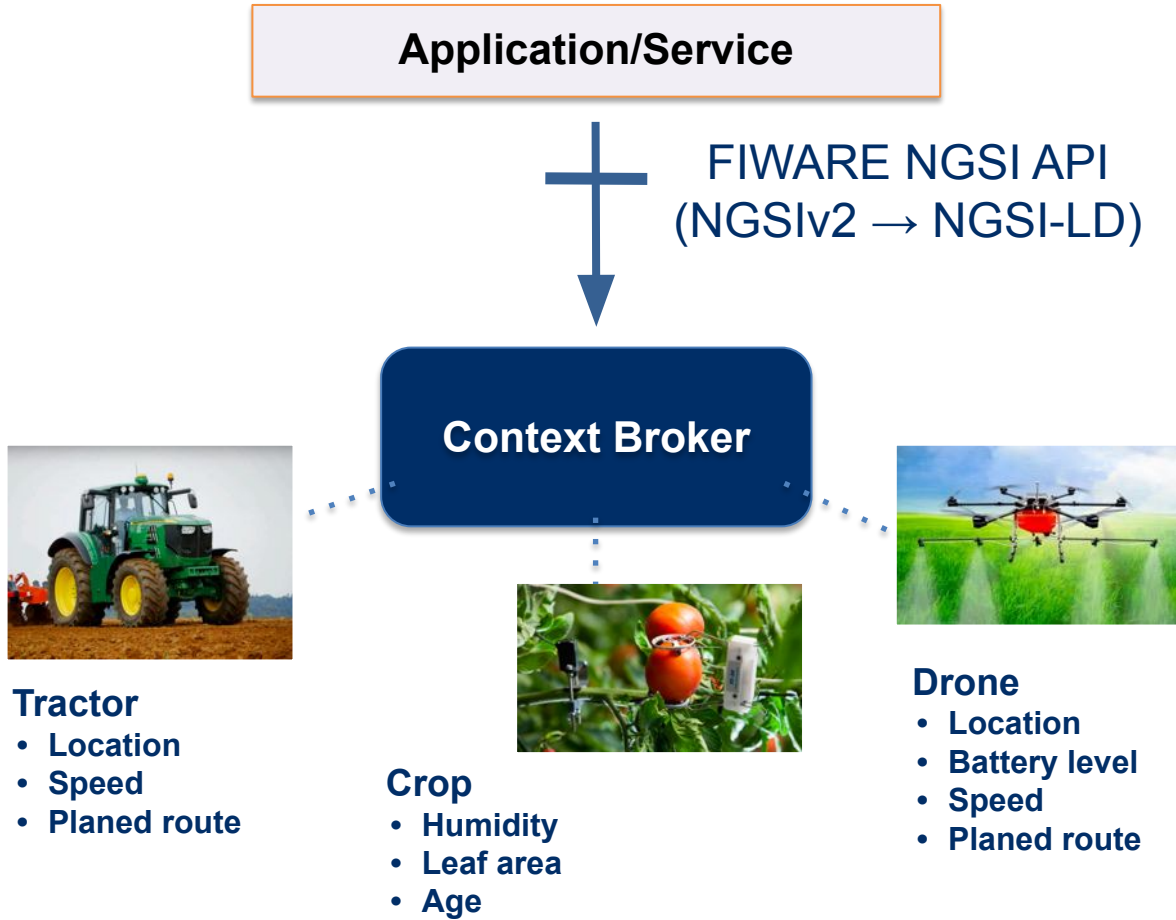 Application/Service
FIWARE NGSI API
(NGSIv2 → NGSI-LD)
Context Broker
Tractor
• Location
• Speed
• Planed route
Crop
• Humidity
• Leaf area
• Age
Drone
• Location
• Battery level
• Speed
• Planed route